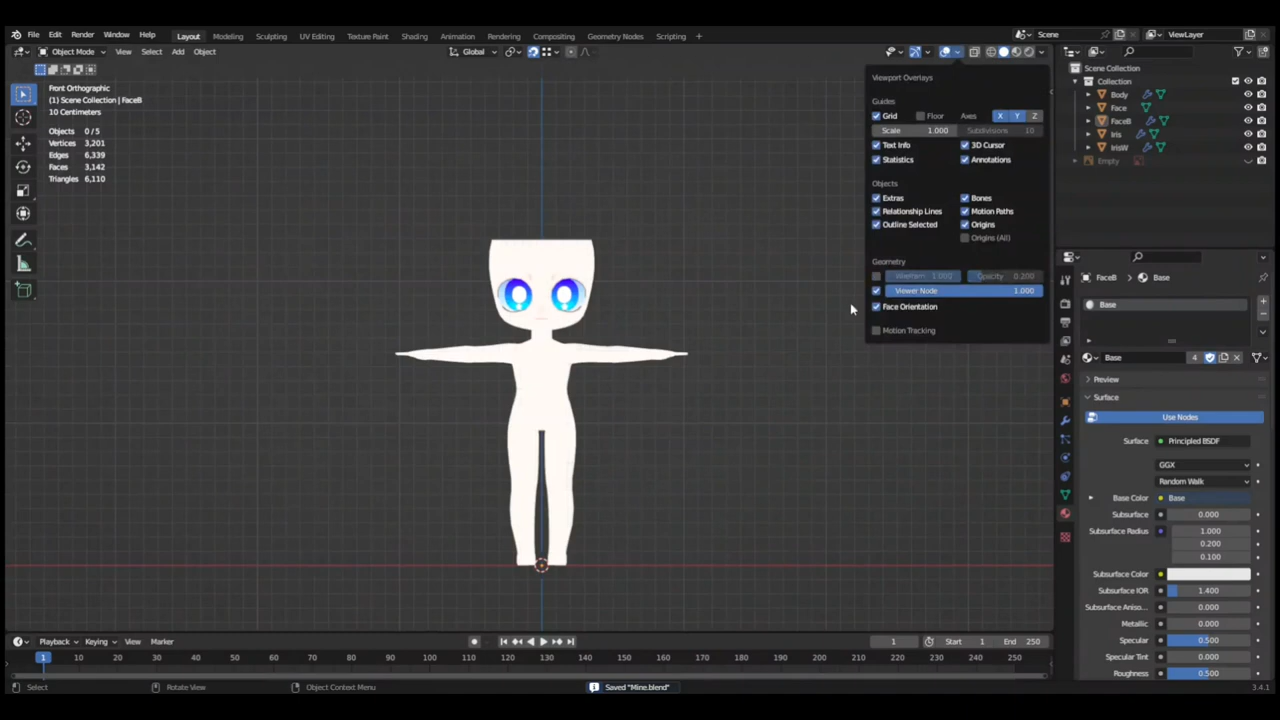 File Edit Render Window Help Layout Modeling Sculpting UV Editing Texture Paint Shading Animation Rendering Compositing Geometry Nodes Scripting Scene ViewLayer
Object Mode View Select Add Object Global
Front Orthographic
(1) Scene Collection | FaceB
10 Centimeters
Objects 0/5
Vertices 3,201
Edges 6,339
Faces 3,142
Triangles 6,110
Viewport Overlays
Guides
Grid Floor Axes X Y Z
Scale 1.000 Subdivisions 10
Text Info 3D Cursor
Statistics Annotations
Objects
Extras Bones
Relationship Lines Motion Paths
Outline Selected Origins
Origins (All)
Geometry
Wireframe 1.000 Opacity 0.200
Viewer Node 1.000
Face Orientation
Motion Tracking
Scene Collection
Collection
Body
Face
FaceB
Iris
IrisW
Empty
FaceB Base
Base
Base 4
Preview
Surface
Use Nodes
Surface Principled BSDF
GGX
Random Walk
Base Color Base
Subsurface 0.000
Subsurface Radius 1.000
0.200
0.100
Subsurface Color
Subsurface IOR 1.400
Subsurface Aniso... 0.000
Metallic 0.000
Specular 0.500
Specular Tint 0.000
Roughness 0.500
Playback Keying View Marker 1 Start 1 End 250
1 10 20 30 40 50 60 70 80 90 100 110 120 130 140 150 160 170 180 190 200 210 220 230 240 250
Select Rotate View Object Context Menu Saved "Mine.blend" 3.4.1